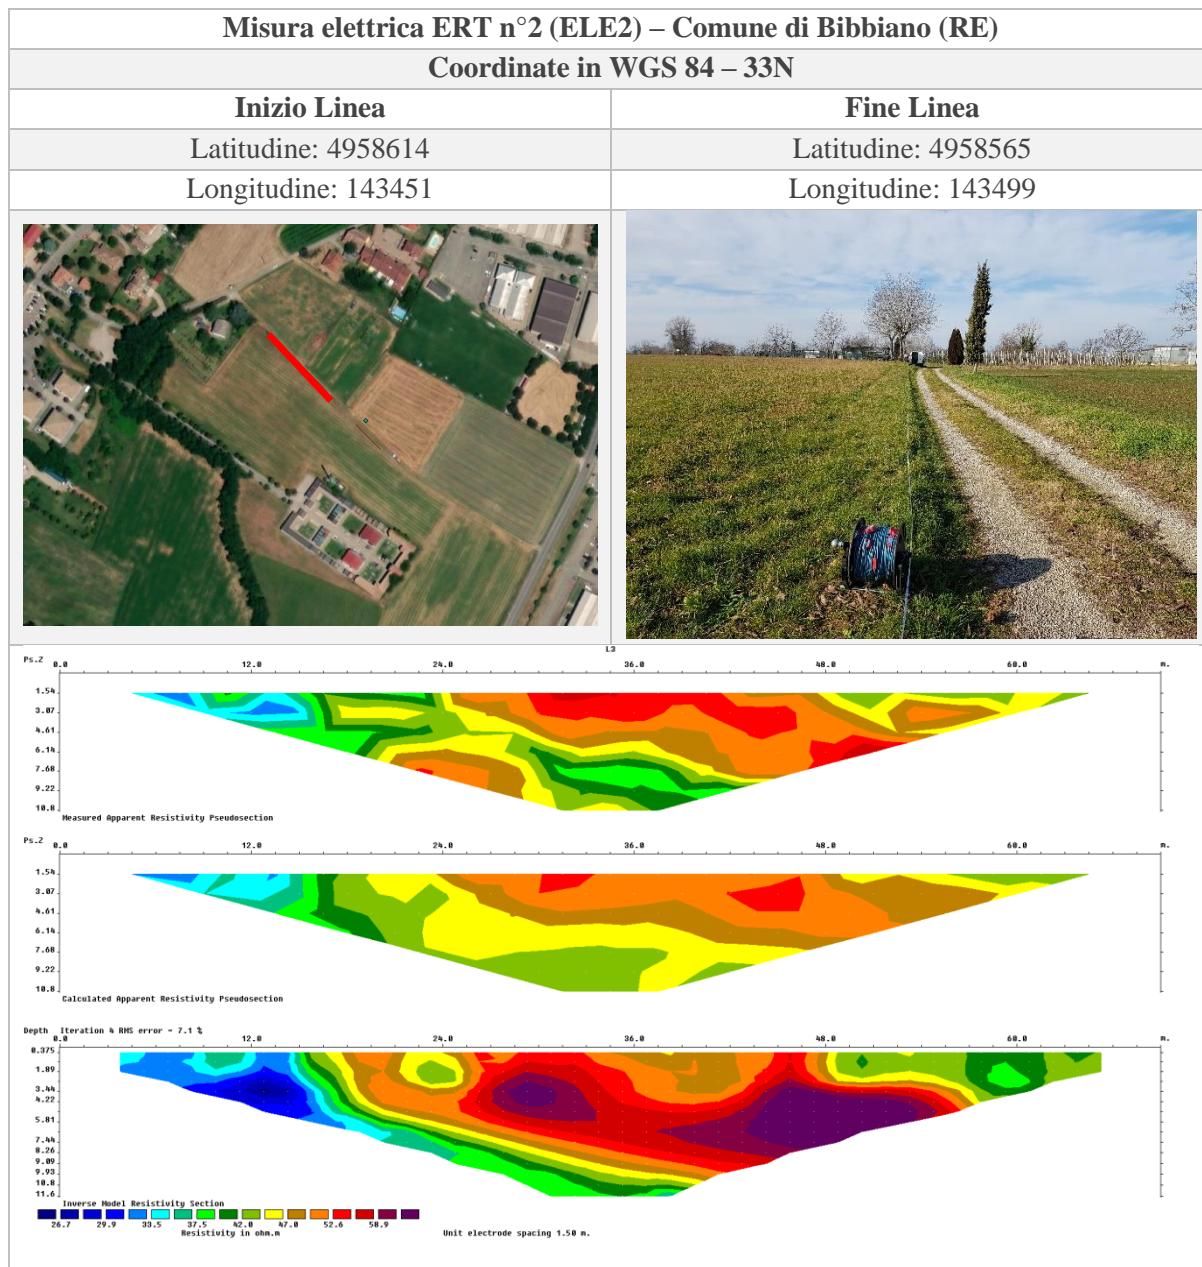 Misura elettrica ERT n°2 (ELE2) – Comune di Bibbiano (RE)
Coordinate in WGS 84 – 33N
Inizio Linea Fine Linea
Latitudine: 4958614 Latitudine: 4958565
Longitudine: 143451 Longitudine: 143499
L3
Ps.Z 0.0 12.0 24.0 36.0 48.0 60.0 m.
1.54
3.07
4.61
6.14
7.68
9.22
10.8
Measured Apparent Resistivity Pseudosection
Ps.Z 0.0 12.0 24.0 36.0 48.0 60.0 m.
1.54
3.07
4.61
6.14
7.68
9.22
10.8
Calculated Apparent Resistivity Pseudosection
Depth Iteration 4 RMS error = 7.1 %
0.0 12.0 24.0 36.0 48.0 60.0 m.
0.375
1.89
3.44
4.22
5.81
7.44
8.26
9.09
9.93
10.8
11.6
Inverse Model Resistivity Section
26.7 29.9 33.5 37.5 42.0 47.0 52.6 58.9
Resistivity in ohm.m Unit electrode spacing 1.50 m.